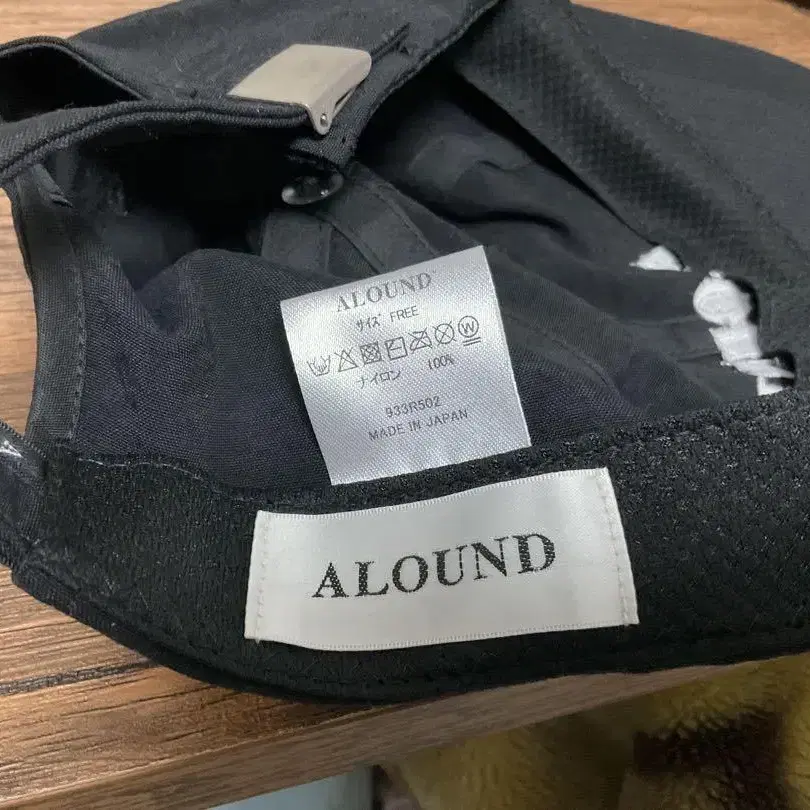 ALOUND
サイズ FREE
W
ナイロン 100%
933R502
MADE IN JAPAN
ALOUND